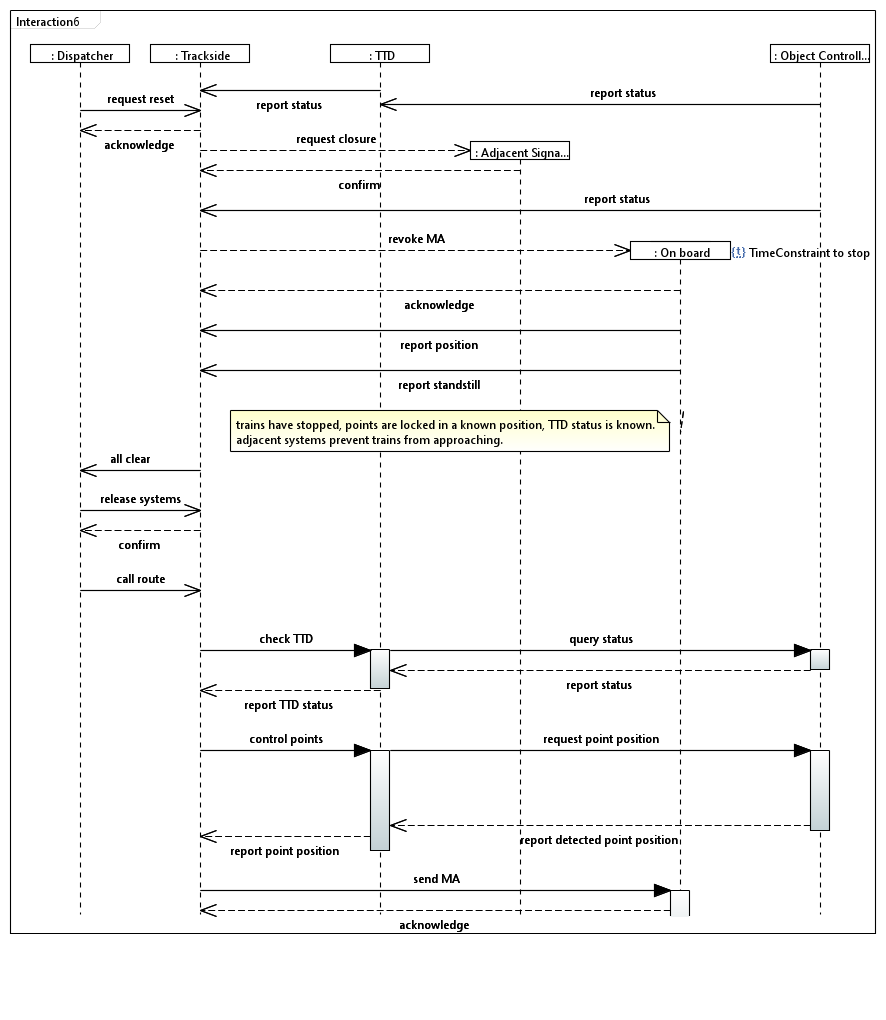 Interaction6
: Dispatcher
: Trackside
: TTD
: Object Controll...
report status
request reset
report status
acknowledge
request closure
: Adjacent Signa...
confirm
report status
revoke MA
: On board
{t} TimeConstraint to stop
acknowledge
report position
report standstill
trains have stopped, points are locked in a known position, TTD status is known.
adjacent systems prevent trains from approaching.
all clear
release systems
confirm
call route
check TTD
query status
report status
report TTD status
control points
request point position
report detected point position
report point position
send MA
acknowledge